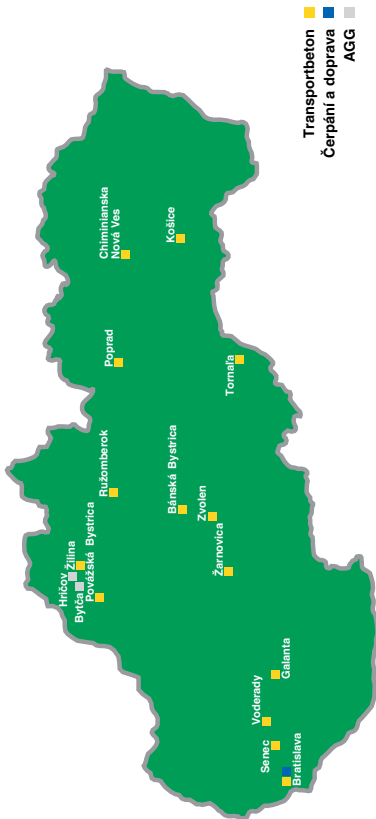 Chiminianska
Nová Ves
Košice
Poprad
Tornaľa
Ružomberok
Bánská Bystrica
Zvolen
Žarnovica
Hričov
Žilina
Bytča
Považská Bystrica
Galanta
Voderady
Senec
Bratislava
Transportbeton
Čerpání a doprava
AGG